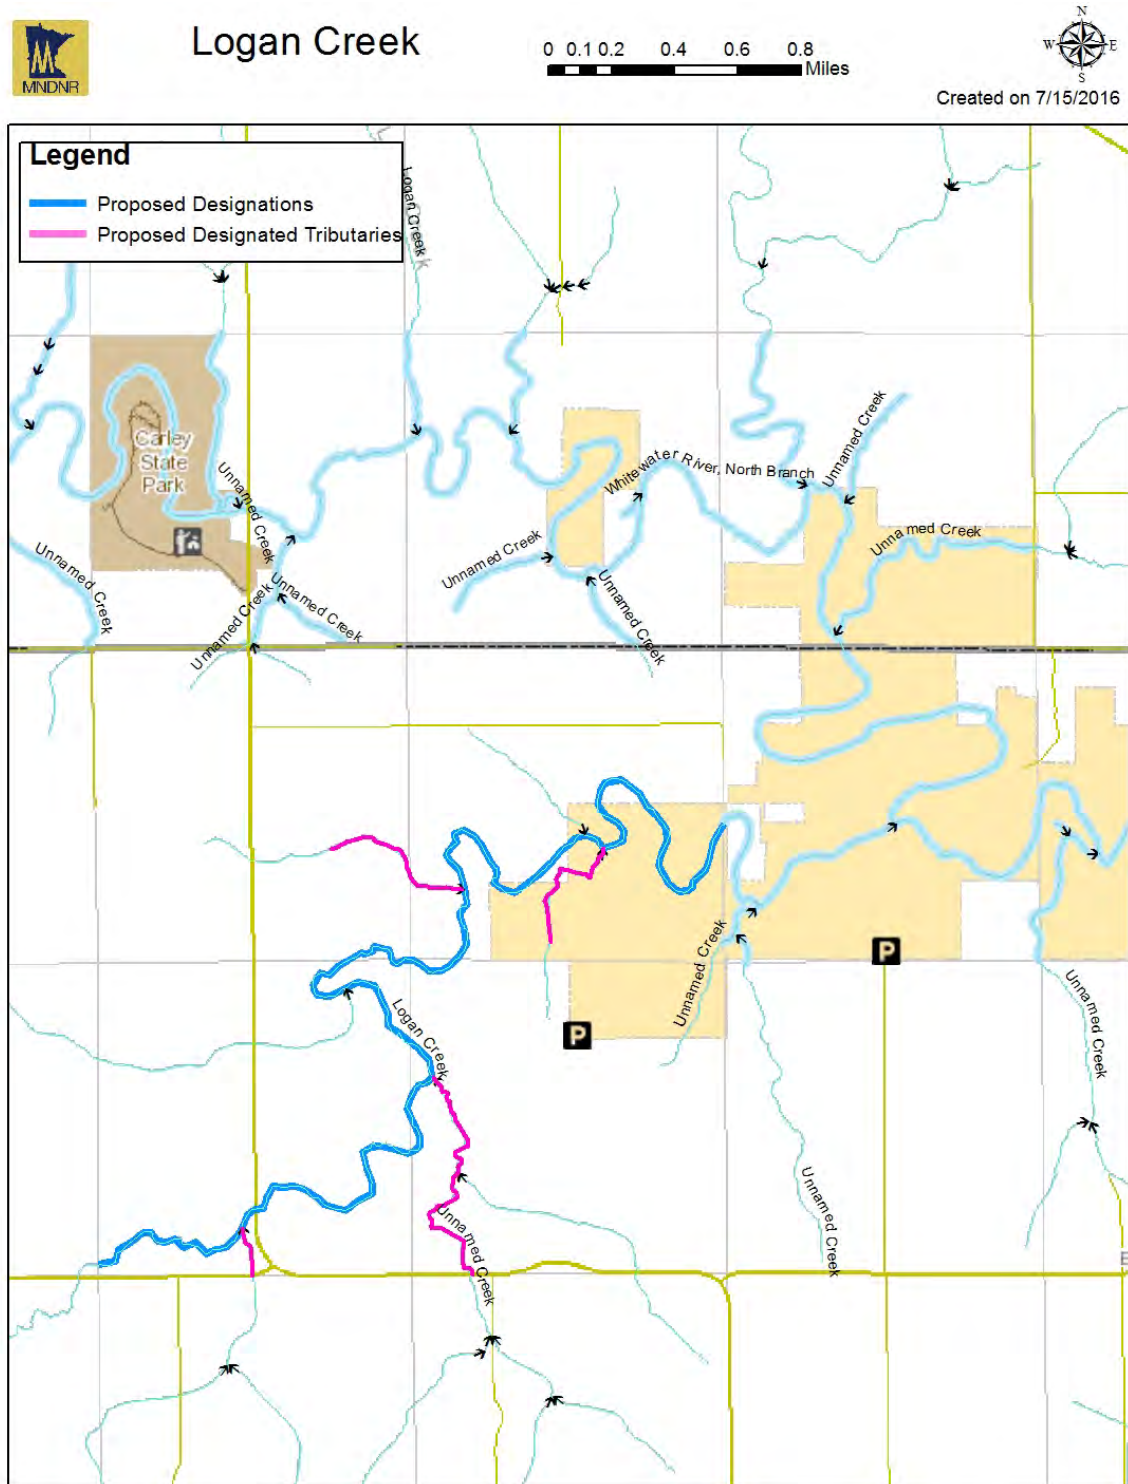 MNDNR
Logan Creek
0 0.1 0.2 0.4 0.6 0.8
Miles
N
W E
S
Created on 7/15/2016
Legend
Proposed Designations
Proposed Designated Tributaries
Logan Creek
Carley
State
Park
Unnamed Creek
Unnamed Creek
Unnamed Creek
Unnamed Creek
Unnamed Creek
Whitewater River, North Branch
Unnamed Creek
Unnamed Creek
Unnamed Creek
Unnamed Creek
P
P
Logan Creek
Unnamed Creek
Unnamed Creek
Unnamed Creek
Unnamed Creek